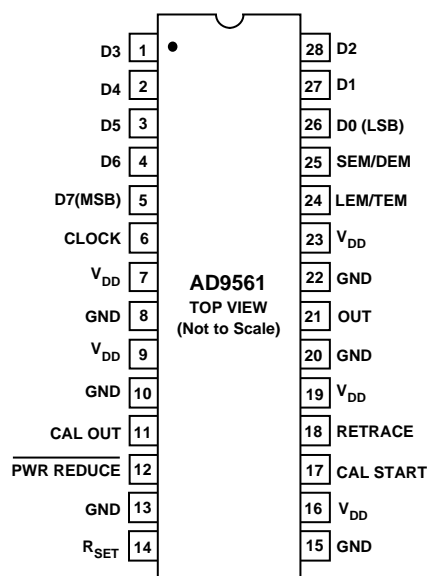 D3 1
D4 2
D5 3
D6 4
D7(MSB) 5
CLOCK 6
VDD 7
GND 8
VDD 9
GND 10
CAL OUT 11
PWR REDUCE 12
GND 13
RSET 14
AD9561
TOP VIEW
(Not to Scale)
28 D2
27 D1
26 D0 (LSB)
25 SEM/DEM
24 LEM/TEM
23 VDD
22 GND
21 OUT
20 GND
19 VDD
18 RETRACE
17 CAL START
16 VDD
15 GND